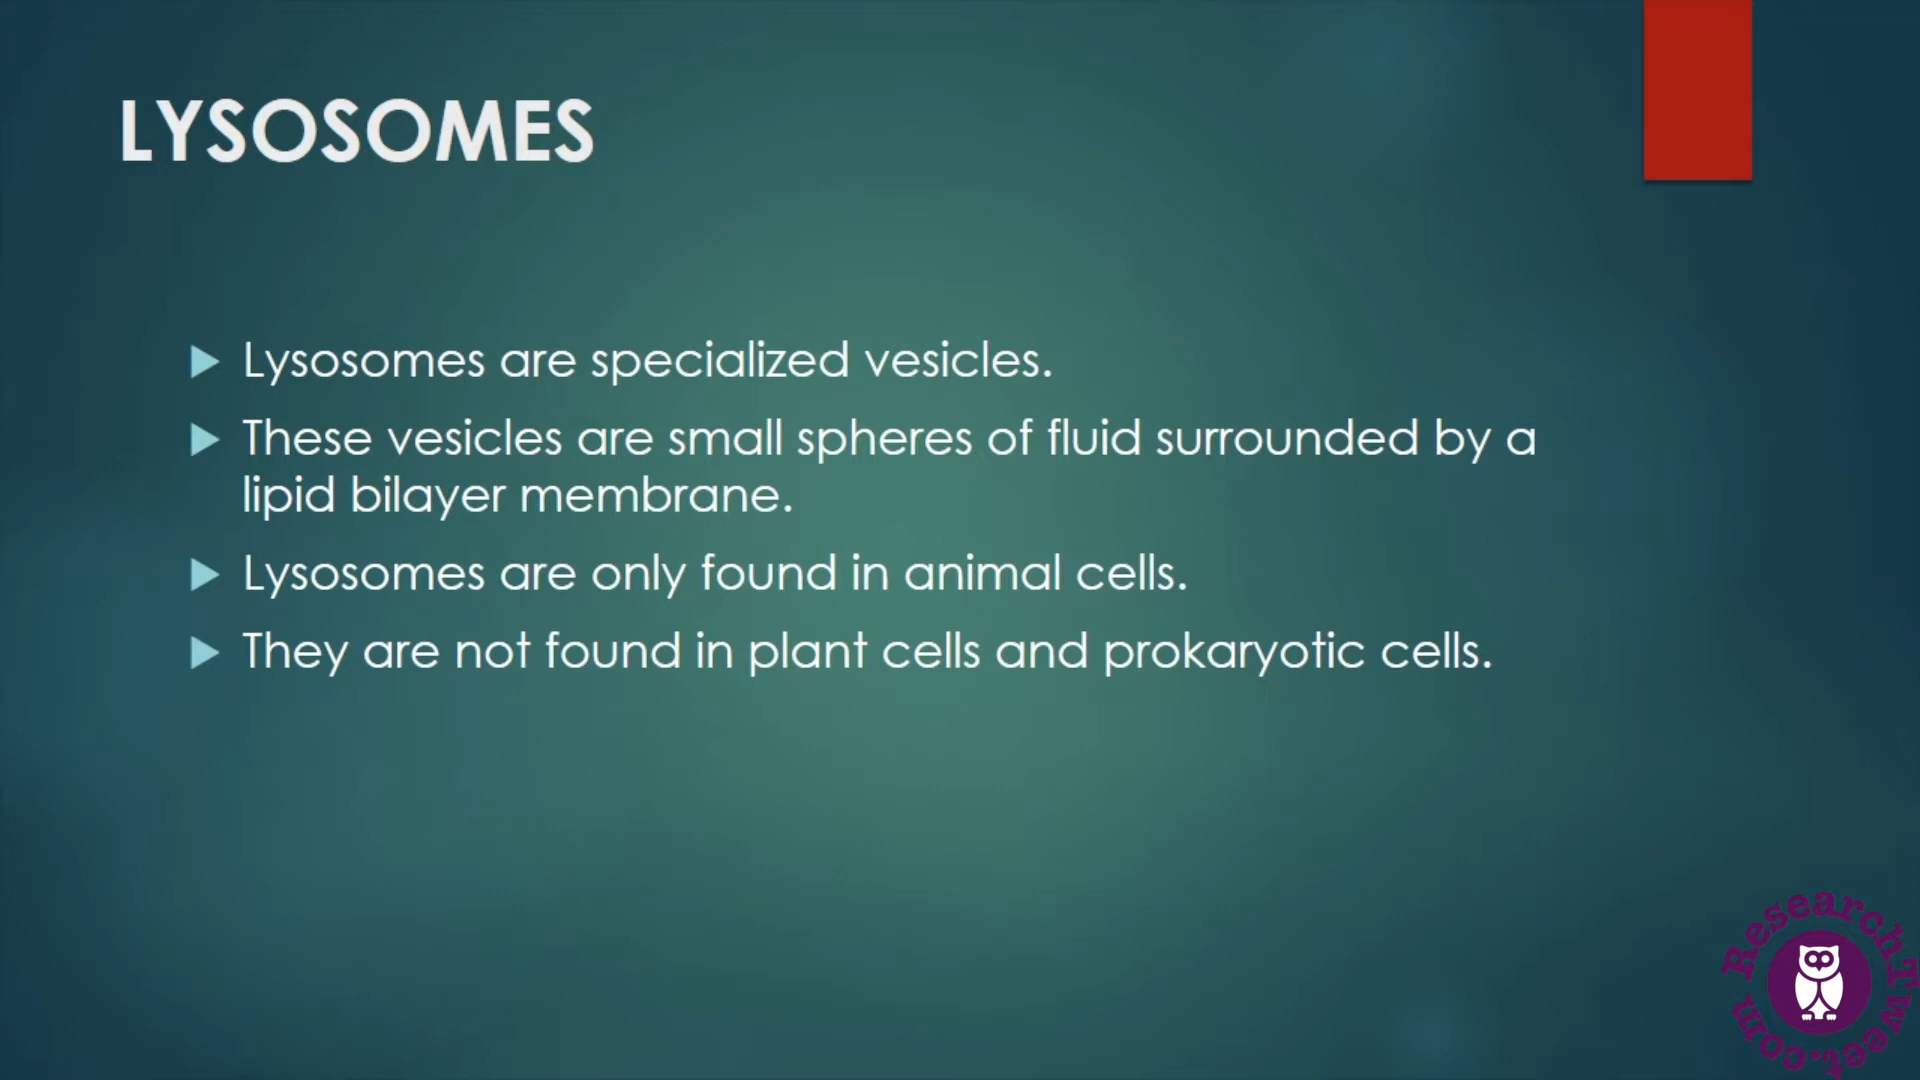 LYSOSOMES
Lysosomes are specialized vesicles.
These vesicles are small spheres of fluid surrounded by a
lipid bilayer membrane.
Lysosomes are only found in animal cells.
They are not found in plant cells and prokaryotic cells.
ResearchTweet.com